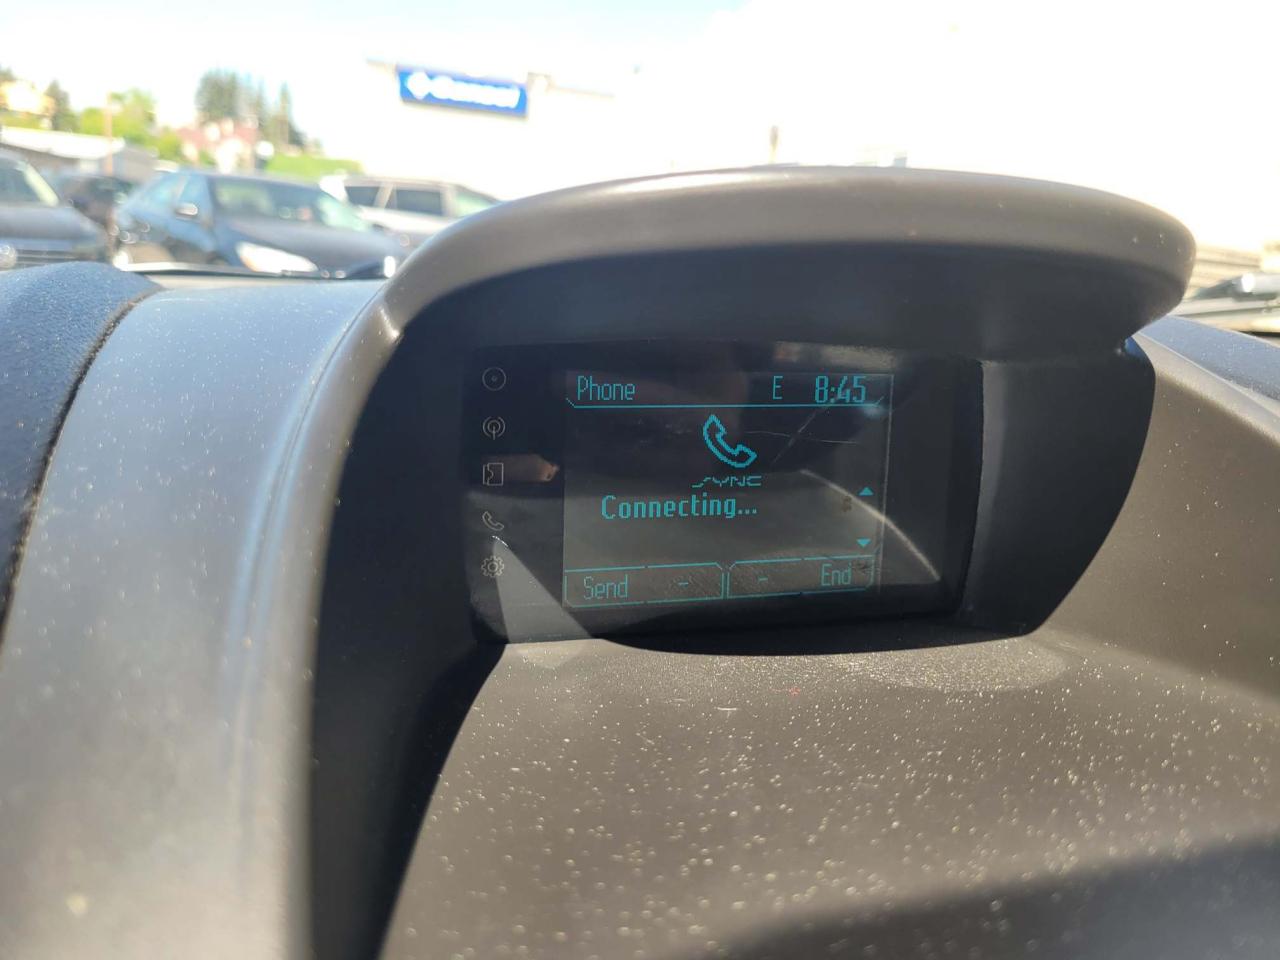 Phone E 8:45
SYNC
Connecting...
Send - - End